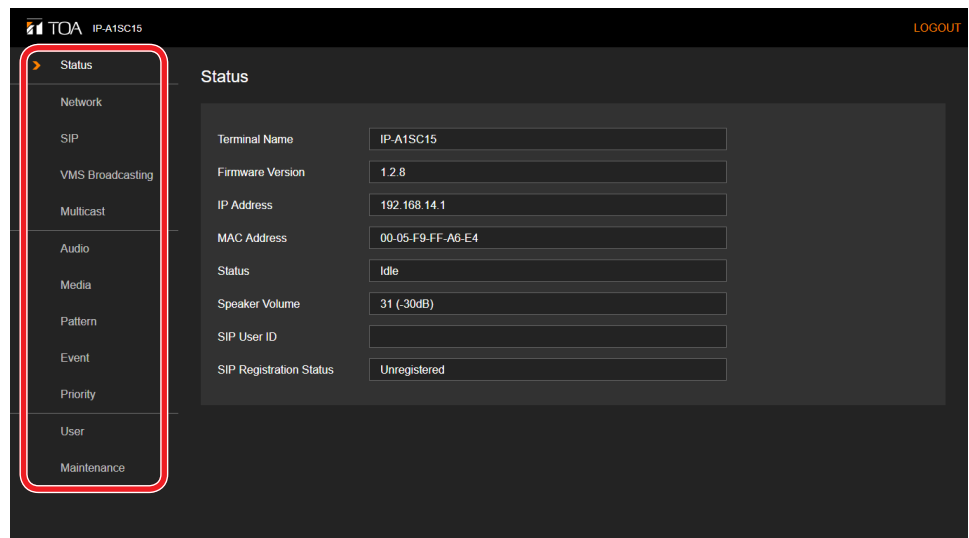 TOA IP-A1SC15 LOGOUT
Status
Network
SIP
VMS Broadcasting
Multicast
Audio
Media
Pattern
Event
Priority
User
Maintenance
Status
Terminal Name IP-A1SC15
Firmware Version 1.2.8
IP Address 192.168.14.1
MAC Address 00-05-F9-FF-A6-E4
Status Idle
Speaker Volume 31 (-30dB)
SIP User ID
SIP Registration Status Unregistered